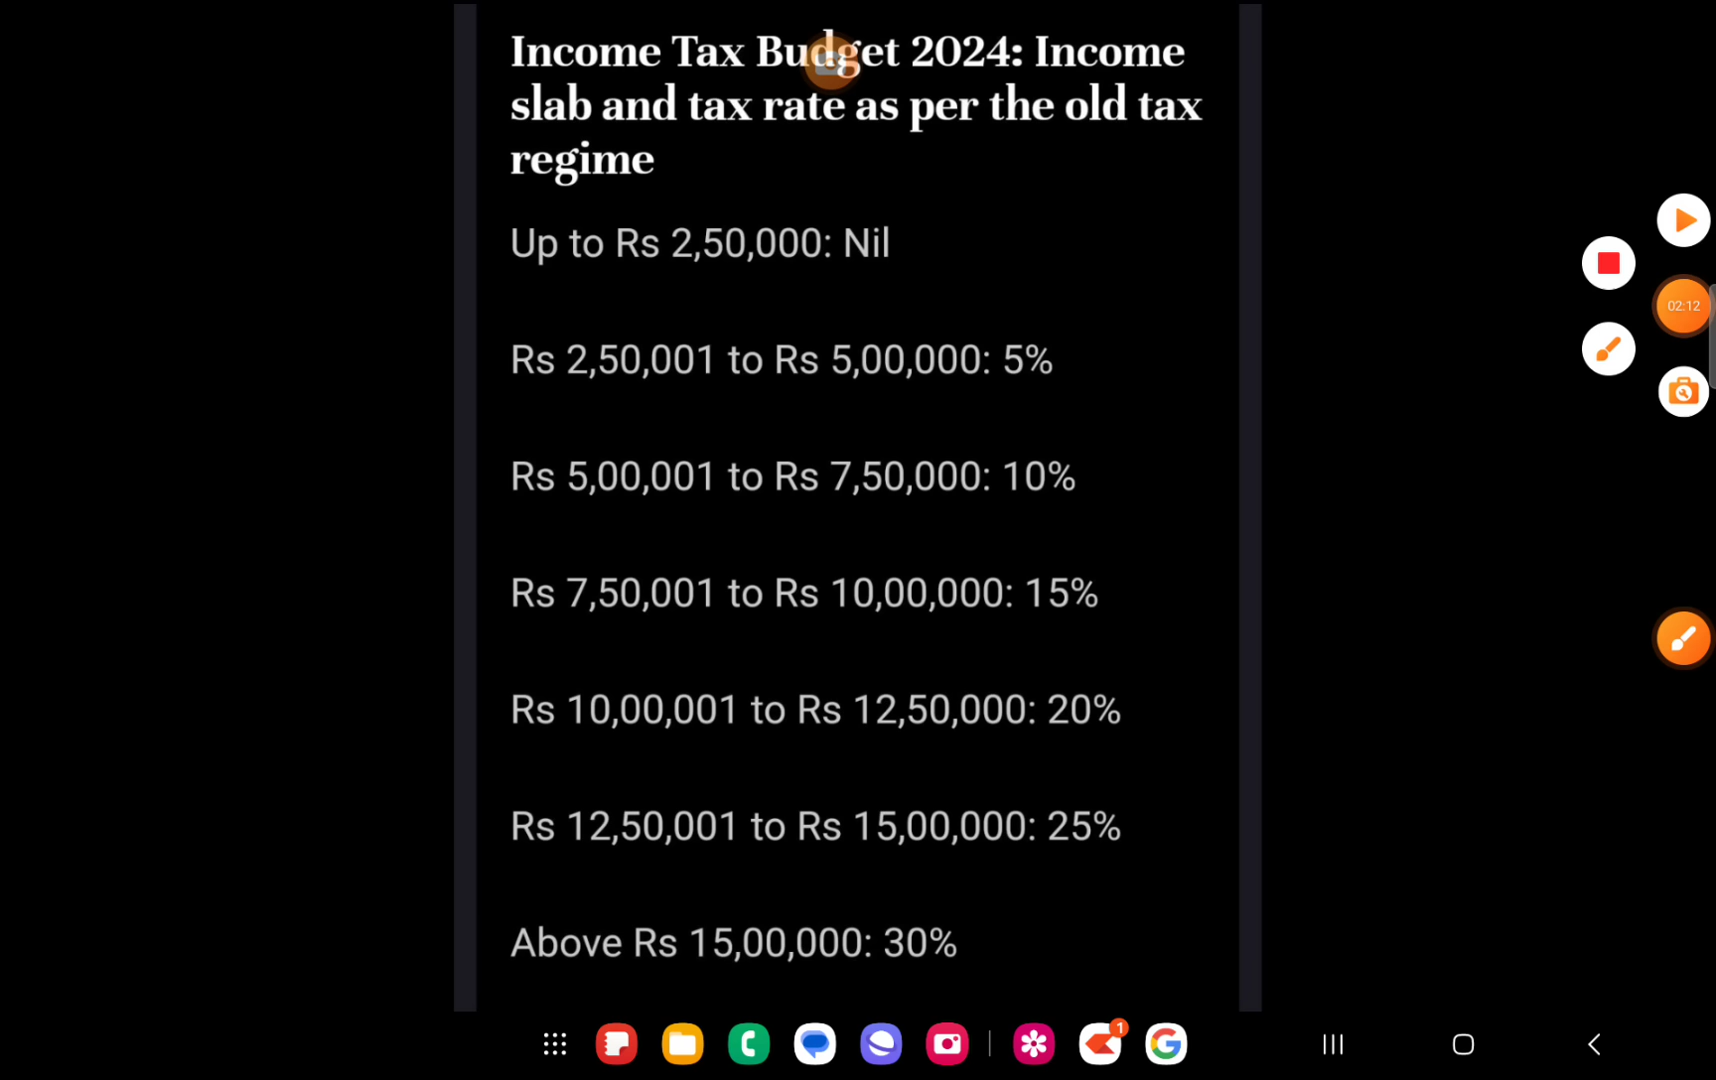 Income Tax Budget 2024: Income
slab and tax rate as per the old tax
regime
Up to Rs 2,50,000: Nil
Rs 2,50,001 to Rs 5,00,000: 5%
Rs 5,00,001 to Rs 7,50,000: 10%
Rs 7,50,001 to Rs 10,00,000: 15%
Rs 10,00,001 to Rs 12,50,000: 20%
Rs 12,50,001 to Rs 15,00,000: 25%
Above Rs 15,00,000: 30%
02:12
1